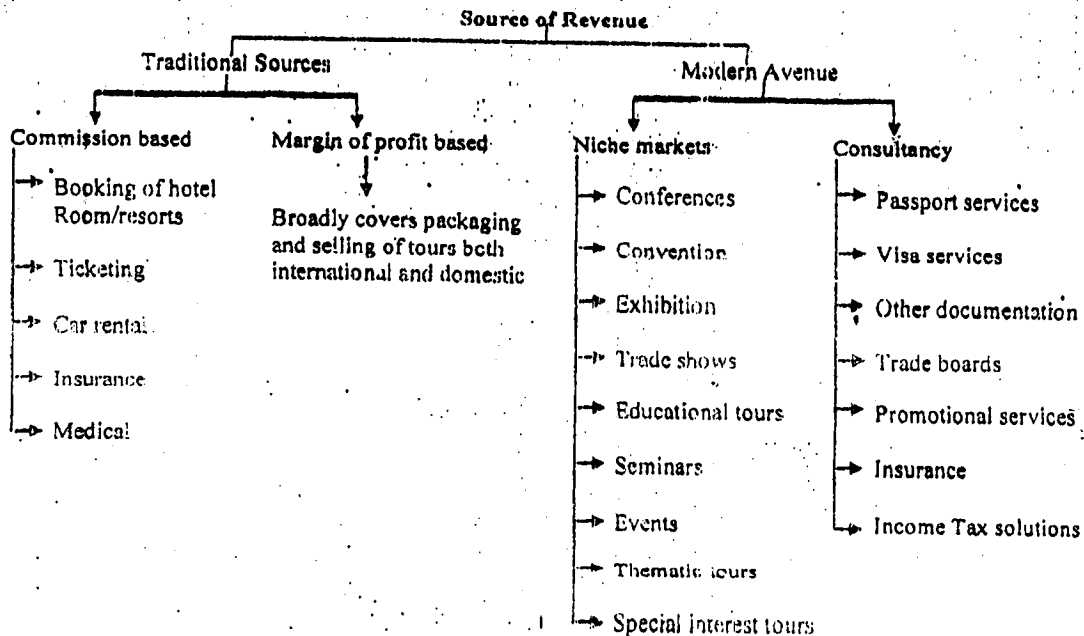 Source of Revenue
Traditional Sources
Modern Avenue
Commission based
Margin of profit based
Niche markets
Consultancy
Booking of hotel
Room/resorts
Ticketing
Car rental
Insurance
Medical
Broadly covers packaging
and selling of tours both
international and domestic
Conferences
Convention
Exhibition
Trade shows
Educational tours
Seminars
Events
Thematic tours
Special interest tours
Passport services
Visa services
Other documentation
Trade boards
Promotional services
Insurance
Income Tax solutions